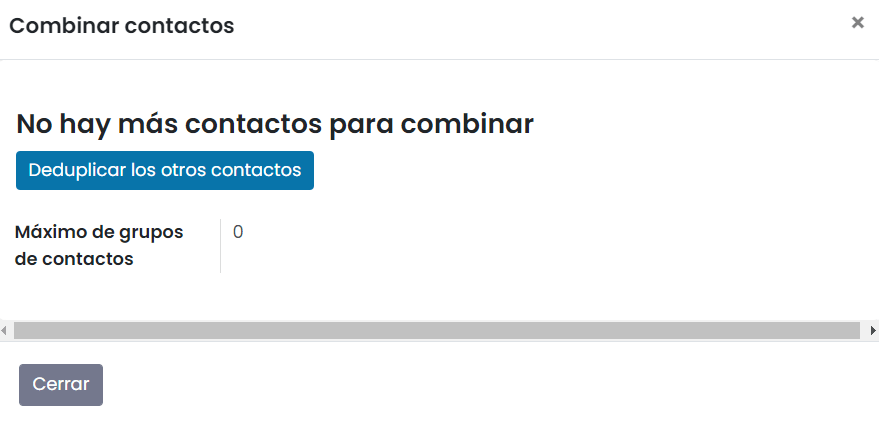 Combinar contactos
×
No hay más contactos para combinar
Deduplicar los otros contactos
Máximo de grupos
de contactos
0
Cerrar